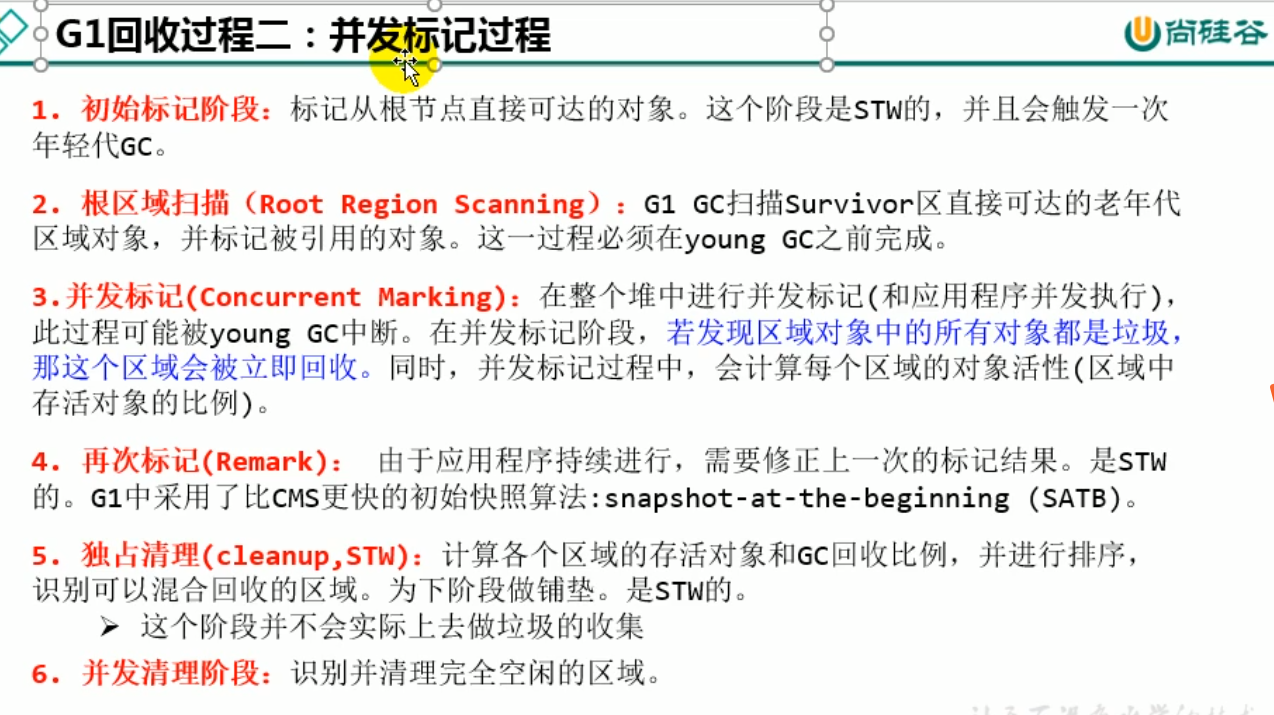 G1回收过程二：并发标记过程
尚硅谷
1. 初始标记阶段：标记从根节点直接可达的对象。这个阶段是STW的，并且会触发一次
年轻代GC。
2. 根区域扫描（Root Region Scanning）：G1 GC扫描Survivor区直接可达的老年代
区域对象，并标记被引用的对象。这一过程必须在young GC之前完成。
3.并发标记(Concurrent Marking)：在整个堆中进行并发标记(和应用程序并发执行)，
此过程可能被young GC中断。在并发标记阶段，若发现区域对象中的所有对象都是垃圾，
那这个区域会被立即回收。同时，并发标记过程中，会计算每个区域的对象活性(区域中
存活对象的比例)。
4. 再次标记(Remark)： 由于应用程序持续进行，需要修正上一次的标记结果。是STW
的。G1中采用了比CMS更快的初始快照算法:snapshot-at-the-beginning (SATB)。
5. 独占清理(cleanup,STW)：计算各个区域的存活对象和GC回收比例，并进行排序，
识别可以混合回收的区域。为下阶段做铺垫。是STW的。
➢ 这个阶段并不会实际上去做垃圾的收集
6. 并发清理阶段：识别并清理完全空闲的区域。